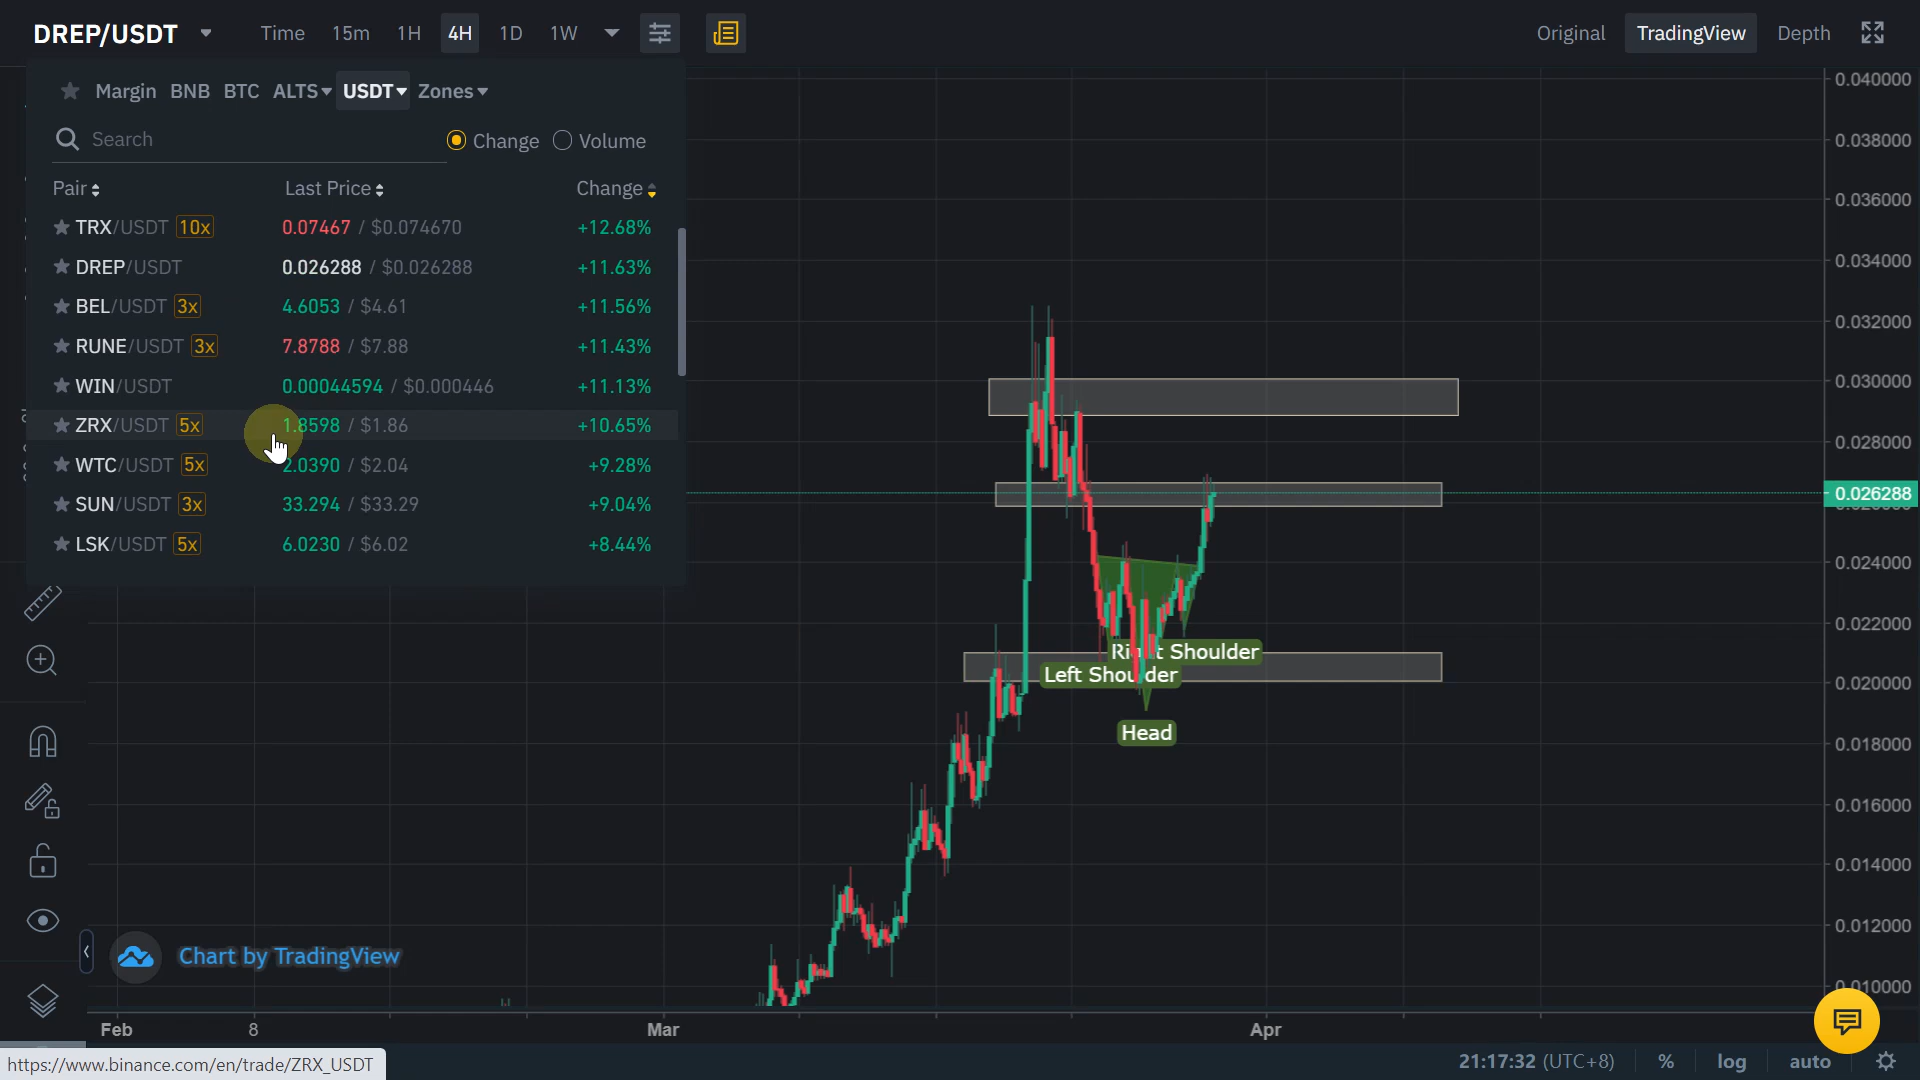 DREP/USDT Time 15m 1H 4H 1D 1W Original TradingView Depth
Margin BNB BTC ALTS USDT Zones
Search Change Volume
Pair Last Price Change
TRX/USDT 10x 0.07467 / $0.074670 +12.68%
DREP/USDT 0.026288 / $0.026288 +11.63%
BEL/USDT 3x 4.6053 / $4.61 +11.56%
RUNE/USDT 3x 7.8788 / $7.88 +11.43%
WIN/USDT 0.00044594 / $0.000446 +11.13%
ZRX/USDT 5x 1.8598 / $1.86 +10.65%
WTC/USDT 5x 2.0390 / $2.04 +9.28%
SUN/USDT 3x 33.294 / $33.29 +9.04%
LSK/USDT 5x 6.0230 / $6.02 +8.44%
0.040000
0.038000
0.036000
0.034000
0.032000
0.030000
0.028000
0.026288
0.024000
0.022000
0.020000
0.018000
0.016000
0.014000
0.012000
0.010000
Right Shoulder
Left Shoulder
Head
Chart by TradingView
Feb 8 Mar Apr
https://www.binance.com/en/trade/ZRX_USDT 21:17:32 (UTC+8) % log auto